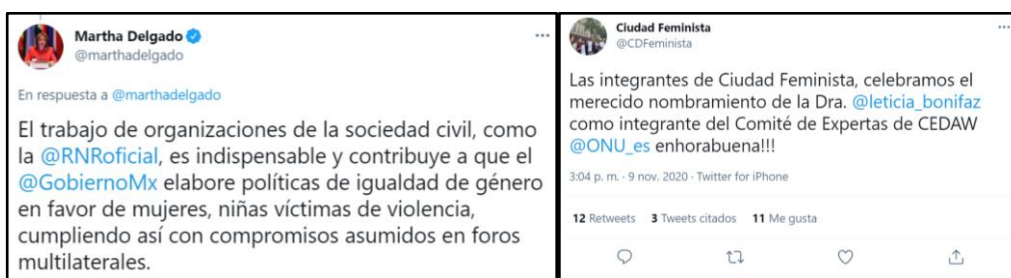 Martha Delgado
@marthadelgado
En respuesta a @marthadelgado
El trabajo de organizaciones de la sociedad civil, como
la @RNRoficial, es indispensable y contribuye a que el
@GobiernoMx elabore políticas de igualdad de género
en favor de mujeres, niñas víctimas de violencia,
cumpliendo así con compromisos asumidos en foros
multilaterales.
Ciudad Feminista
@CDFeminista
Las integrantes de Ciudad Feminista, celebramos el
merecido nombramiento de la Dra. @leticia_bonifaz
como integrante del Comité de Expertas de CEDAW
@ONU_es enhorabuena!!!
3:04 p. m. · 9 nov. 2020 · Twitter for iPhone
12 Retweets 3 Tweets citados 11 Me gusta